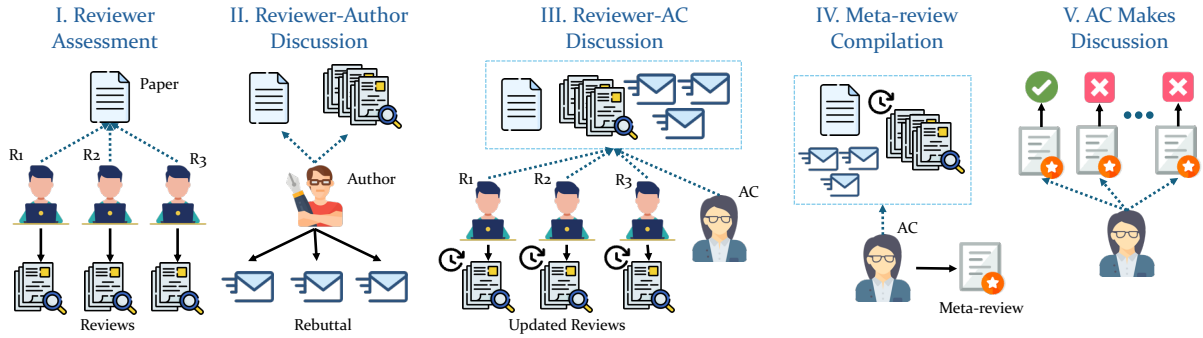 I. Reviewer
Assessment
Paper
R1
R2
R3
Reviews
II. Reviewer-Author
Discussion
Author
Rebuttal
III. Reviewer-AC
Discussion
R1
R2
R3
AC
Updated Reviews
IV. Meta-review
Compilation
AC
Meta-review
V. AC Makes
Discussion